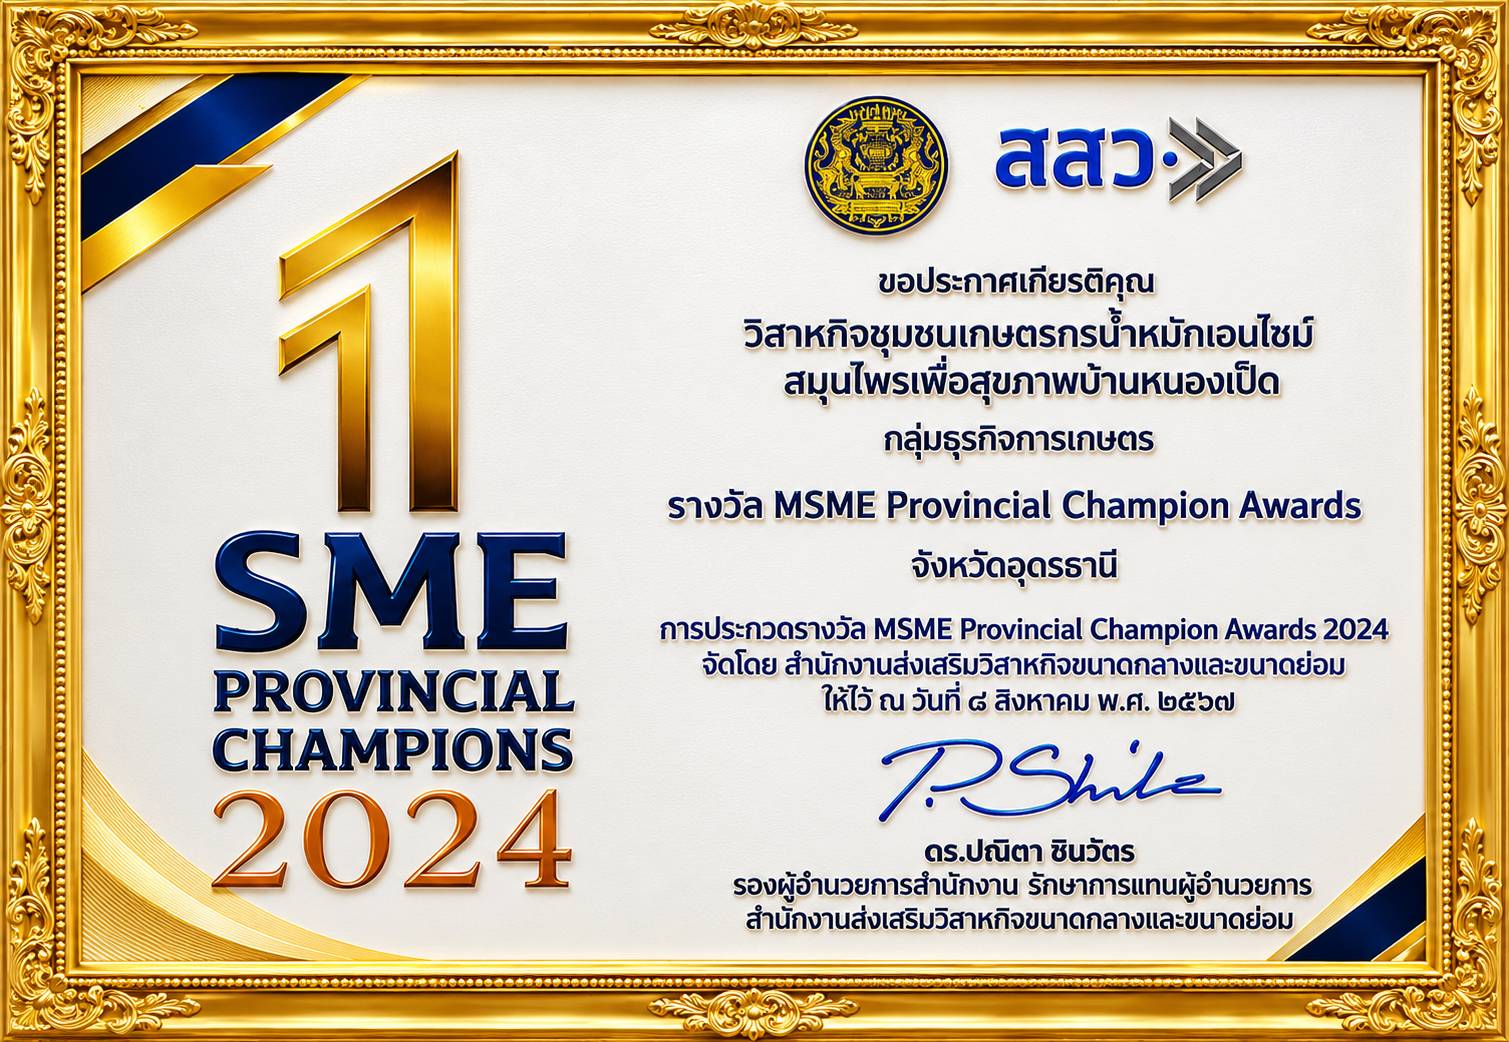 สสว
ขอประกาศเกียรติคุณ
วิสาหกิจชุมชนเกษตรกรน้ำหมักเอนไซม์
สมุนไพรเพื่อสุขภาพบ้านหนองเป็ด
กลุ่มธุรกิจการเกษตร
รางวัล MSME Provincial Champion Awards
จังหวัดอุดรธานี
การประกวดรางวัล MSME Provincial Champion Awards 2024
จัดโดย สำนักงานส่งเสริมวิสาหกิจขนาดกลางและขนาดย่อม
ให้ไว้ ณ วันที่ ๘ สิงหาคม พ.ศ. ๒๕๖๗
ดร.ปณิตา ชินวัตร
รองผู้อำนวยการสำนักงาน รักษาการแทนผู้อำนวยการ
สำนักงานส่งเสริมวิสาหกิจขนาดกลางและขนาดย่อม
1
SME
PROVINCIAL
CHAMPIONS
2024